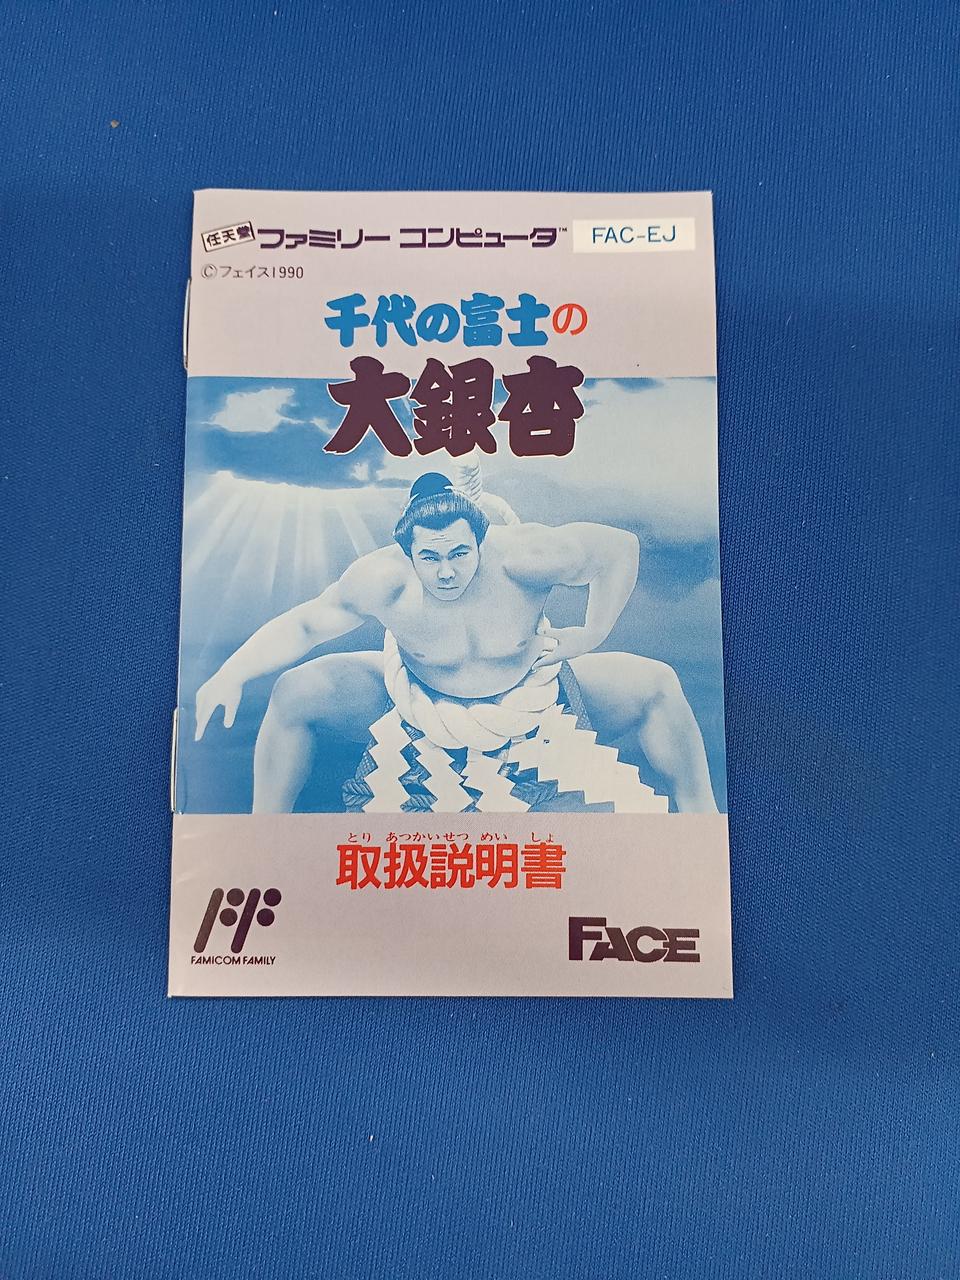 任天堂 ファミリー コンピュータ™ FAC-EJ
©フェイス1990
千代の富士の
大銀杏
とり あつかい せつ めい しょ
取扱説明書
FAMICOM FAMILY
FACE